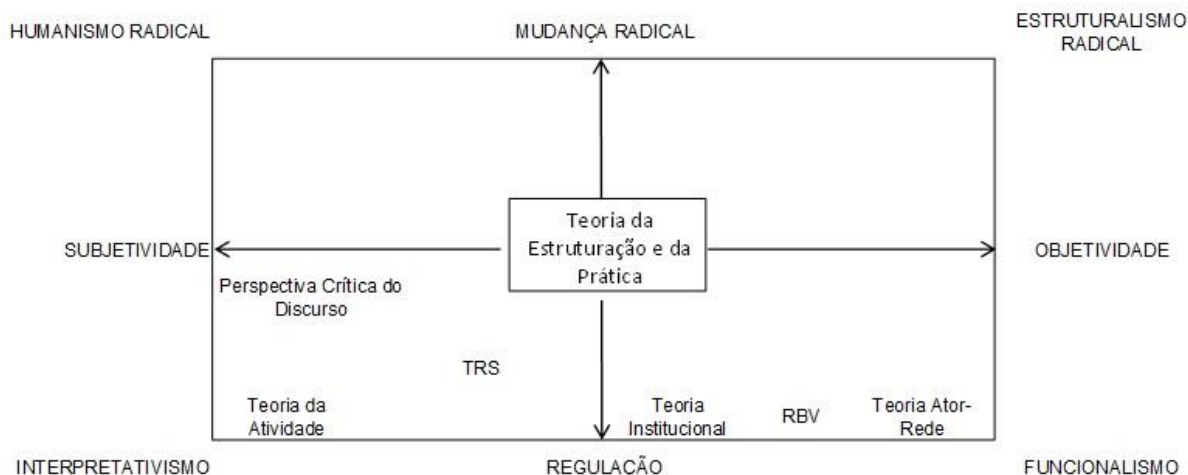 HUMANISMO RADICAL
MUDANÇA RADICAL
ESTRUTURALISMO
RADICAL
Teoria da
Estruturação e da
Prática
SUBJETIVIDADE
OBJETIVIDADE
Perspectiva Crítica do
Discurso
TRS
Teoria da
Atividade
Teoria
Institucional
RBV
Teoria Ator-
Rede
INTERPRETATIVISMO
REGULAÇÃO
FUNCIONALISMO